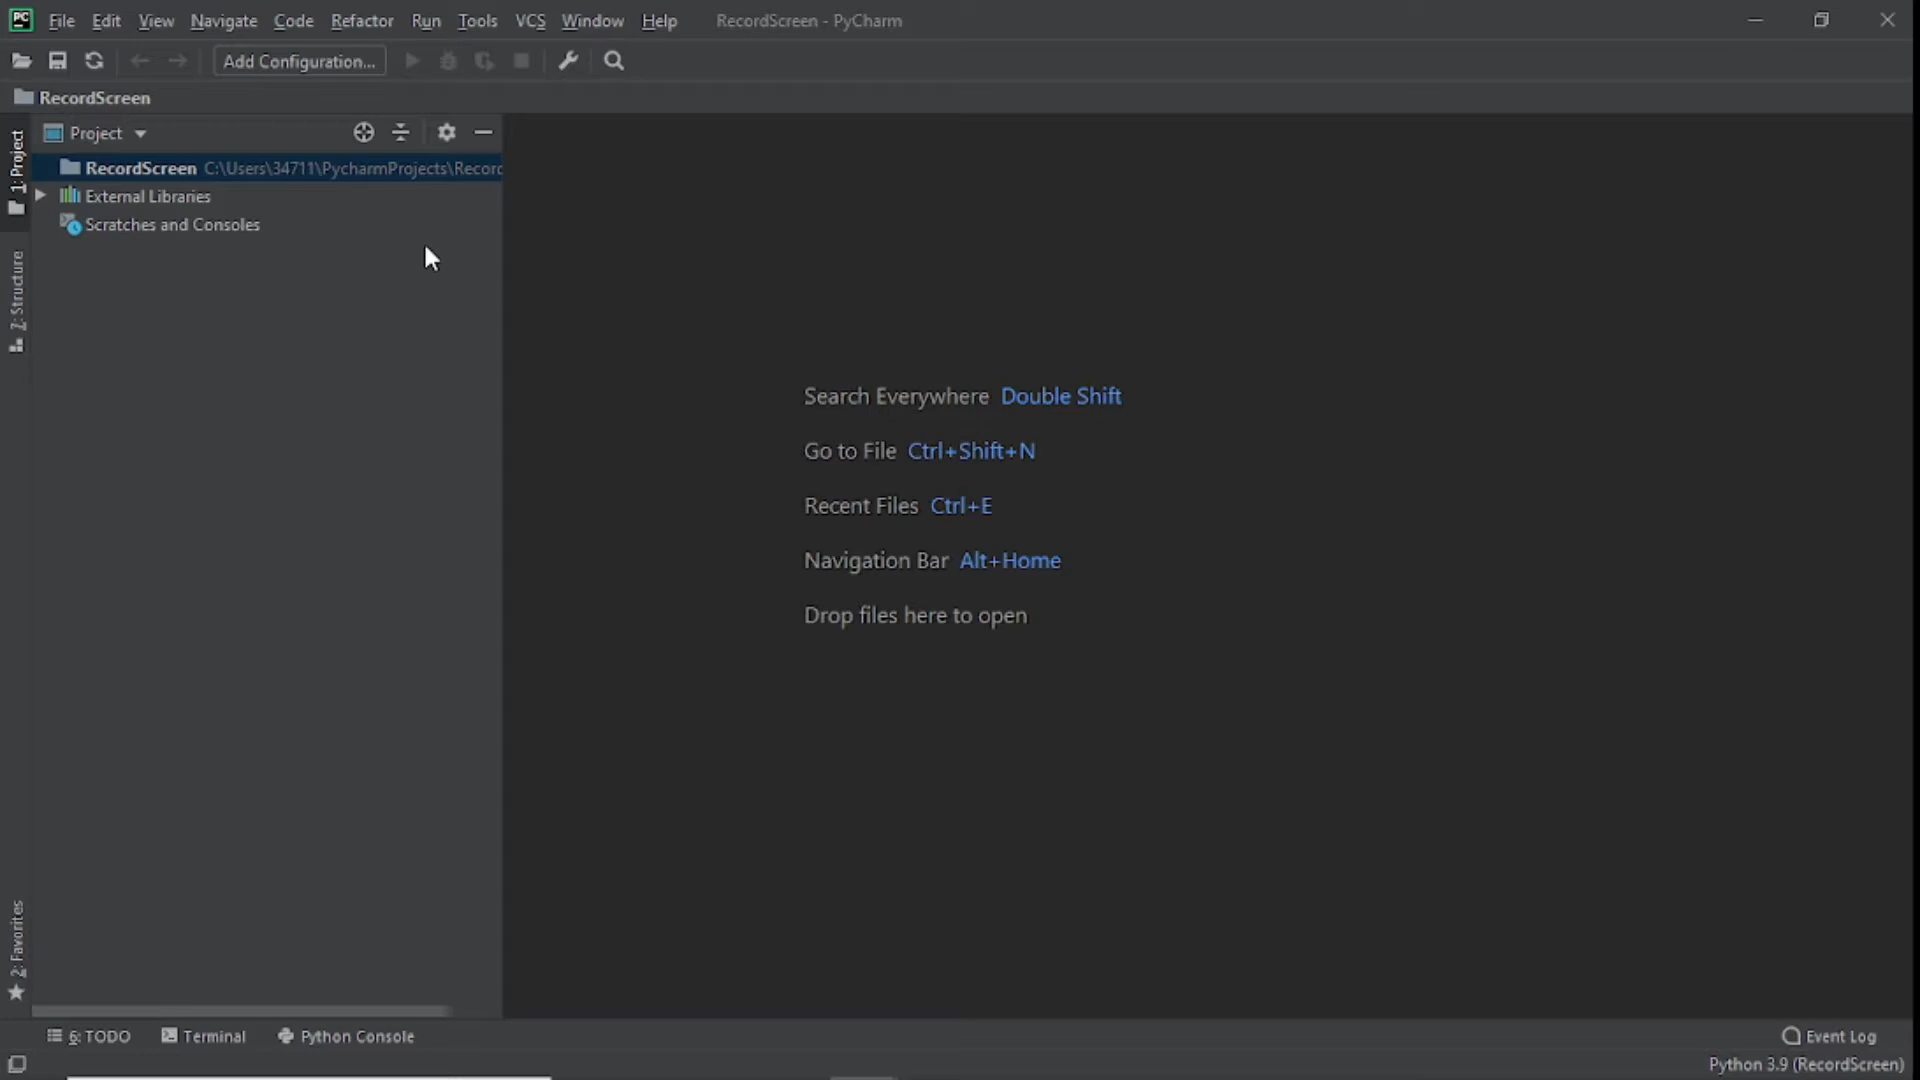 PC File Edit View Navigate Code Refactor Run Tools VCS Window Help RecordScreen - PyCharm
Add Configuration...
RecordScreen
Project
RecordScreen C:\Users\34711\PycharmProjects\Record
External Libraries
Scratches and Consoles
1: Project
7: Structure
2: Favorites
Search Everywhere Double Shift
Go to File Ctrl+Shift+N
Recent Files Ctrl+E
Navigation Bar Alt+Home
Drop files here to open
6: TODO Terminal Python Console Event Log
Python 3.9 (RecordScreen)